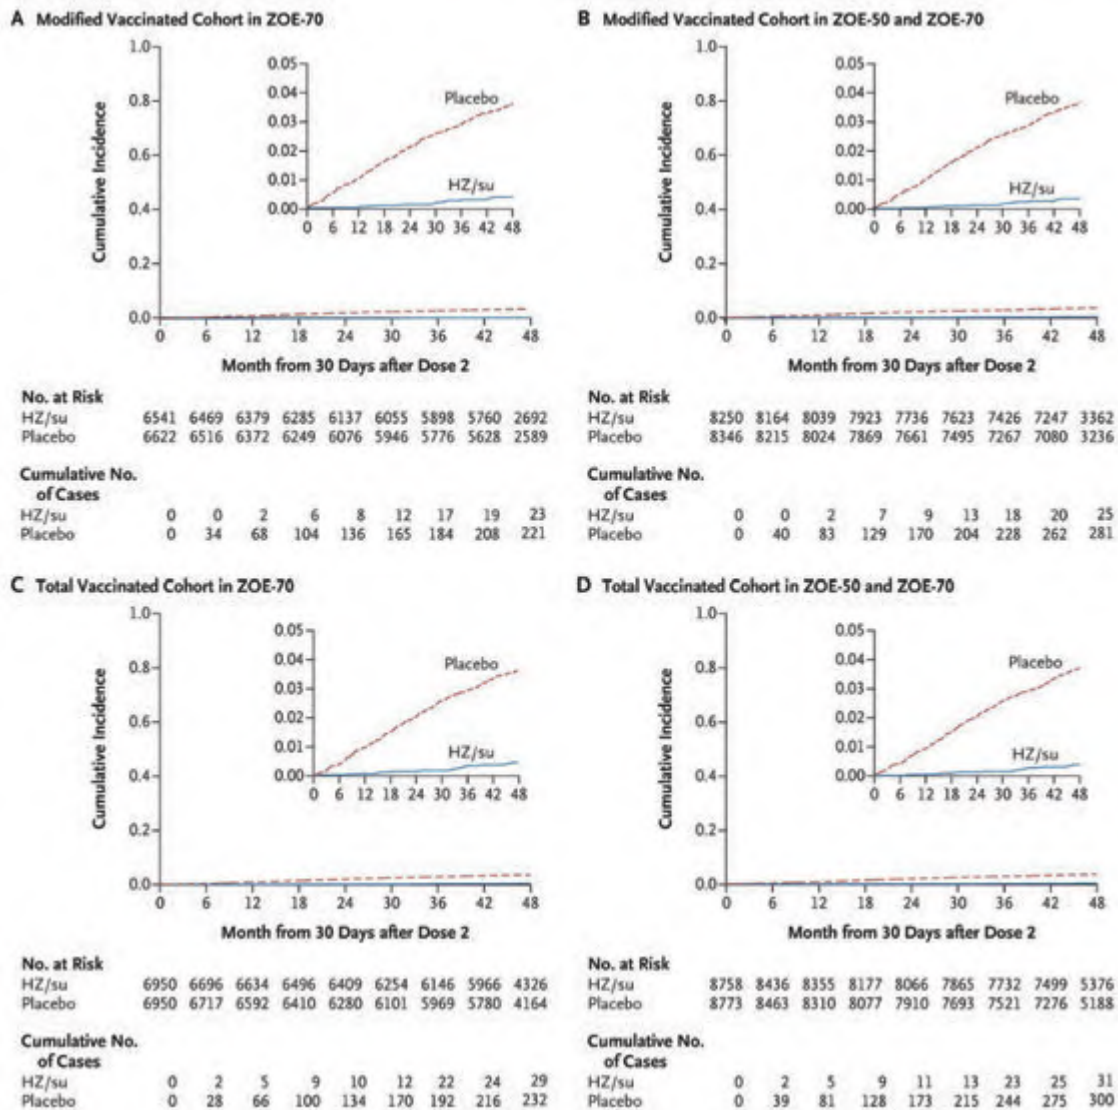 A Modified Vaccinated Cohort in ZOE-70
1.0
0.8
0.6
0.4
0.2
0.0
Cumulative Incidence
0.05
0.04
0.03
0.02
0.01
0.00
Placebo
HZ/su
0 6 12 18 24 30 36 42 48
0 6 12 18 24 30 36 42 48
Month from 30 Days after Dose 2
No. at Risk
HZ/su 6541 6469 6379 6285 6137 6055 5898 5760 2692
Placebo 6622 6516 6372 6249 6076 5946 5776 5628 2589
Cumulative No.
of Cases
HZ/su 0 0 2 6 8 12 17 19 23
Placebo 0 34 68 104 136 165 184 208 221
B Modified Vaccinated Cohort in ZOE-50 and ZOE-70
1.0
0.8
0.6
0.4
0.2
0.0
Cumulative Incidence
0.05
0.04
0.03
0.02
0.01
0.00
Placebo
HZ/su
0 6 12 18 24 30 36 42 48
0 6 12 18 24 30 36 42 48
Month from 30 Days after Dose 2
No. at Risk
HZ/su 8250 8164 8039 7923 7736 7623 7426 7247 3362
Placebo 8346 8215 8024 7869 7661 7495 7267 7080 3236
Cumulative No.
of Cases
HZ/su 0 0 2 7 9 13 18 20 25
Placebo 0 40 83 129 170 204 228 262 281
C Total Vaccinated Cohort in ZOE-70
1.0
0.8
0.6
0.4
0.2
0.0
Cumulative Incidence
0.05
0.04
0.03
0.02
0.01
0.00
Placebo
HZ/su
0 6 12 18 24 30 36 42 48
0 6 12 18 24 30 36 42 48
Month from 30 Days after Dose 2
No. at Risk
HZ/su 6950 6696 6634 6496 6409 6254 6146 5966 4326
Placebo 6950 6717 6592 6410 6280 6101 5969 5780 4164
Cumulative No.
of Cases
HZ/su 0 2 5 9 10 12 22 24 29
Placebo 0 28 66 100 134 170 192 216 232
D Total Vaccinated Cohort in ZOE-50 and ZOE-70
1.0
0.8
0.6
0.4
0.2
0.0
Cumulative Incidence
0.05
0.04
0.03
0.02
0.01
0.00
Placebo
HZ/su
0 6 12 18 24 30 36 42 48
0 6 12 18 24 30 36 42 48
Month from 30 Days after Dose 2
No. at Risk
HZ/su 8758 8436 8355 8177 8066 7865 7732 7499 5376
Placebo 8773 8463 8310 8077 7910 7693 7521 7276 5188
Cumulative No.
of Cases
HZ/su 0 2 5 9 11 13 23 25 31
Placebo 0 39 81 128 173 215 244 275 300